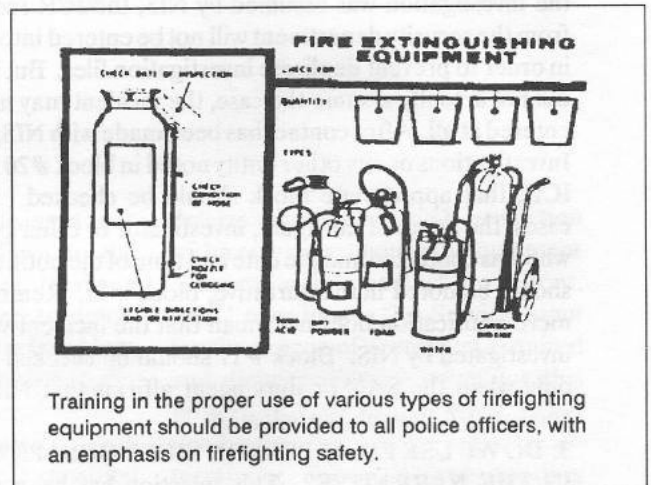 FIRE EXTINGUISHING
EQUIPMENT
CHECK DATE OF INSPECTION
CHECK FOR
QUANTITY
TYPES
CHECK
CONDITION
OF HOSE
CHECK
NOZZLE
FOR
CLOGGING
LEGIBLE DIRECTIONS
AND IDENTIFICATION
SODA
ACID
DRY
POWDER
WATER
CARBON
DIOXIDE
Training in the proper use of various types of firefighting
equipment should be provided to all police officers, with
an emphasis on firefighting safety.